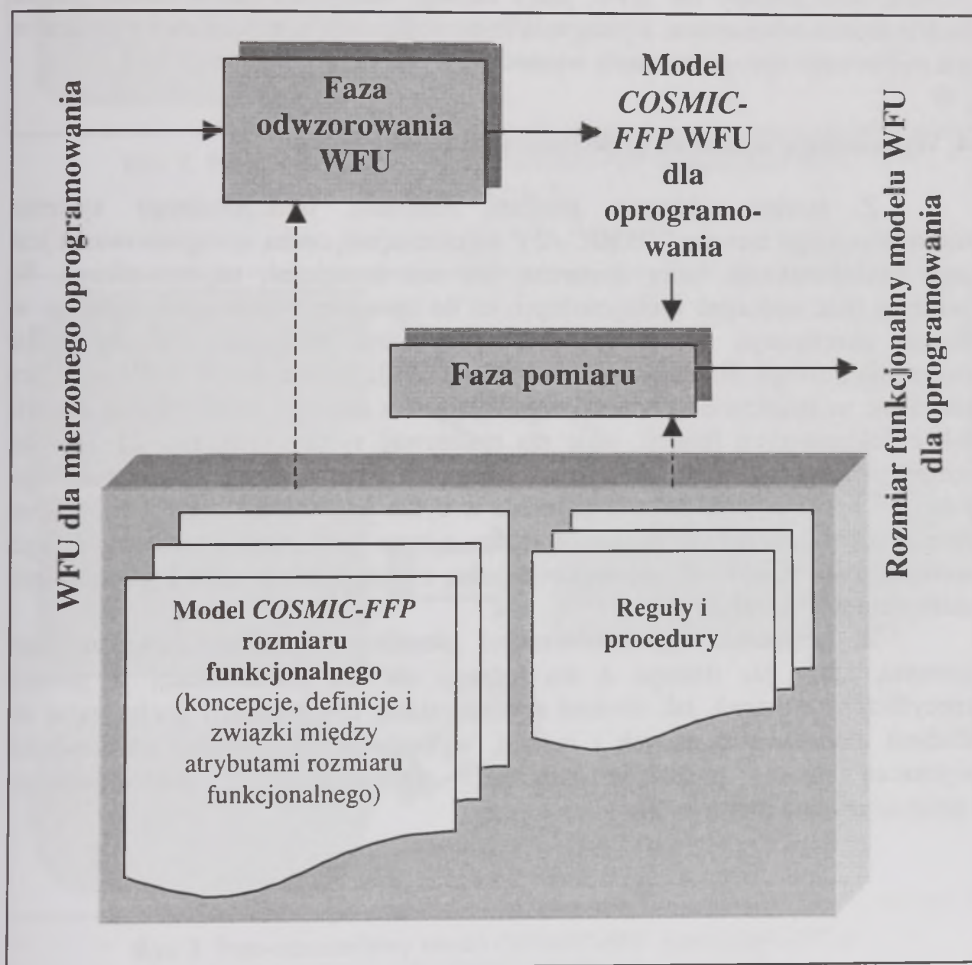 WFU dla mierzonego oprogramowania
Faza
odwzorowania
WFU
Model
COSMIC-
FFP WFU
dla
oprogramo-
wania
Faza pomiaru
Rozmiar funkcjonalny modelu WFU
dla oprogramowania
Model COSMIC-FFP
rozmiaru
funkcjonalnego
(koncepcje, definicje i
związki między
atrybutami rozmiaru
funkcjonalnego)
Reguły i
procedury